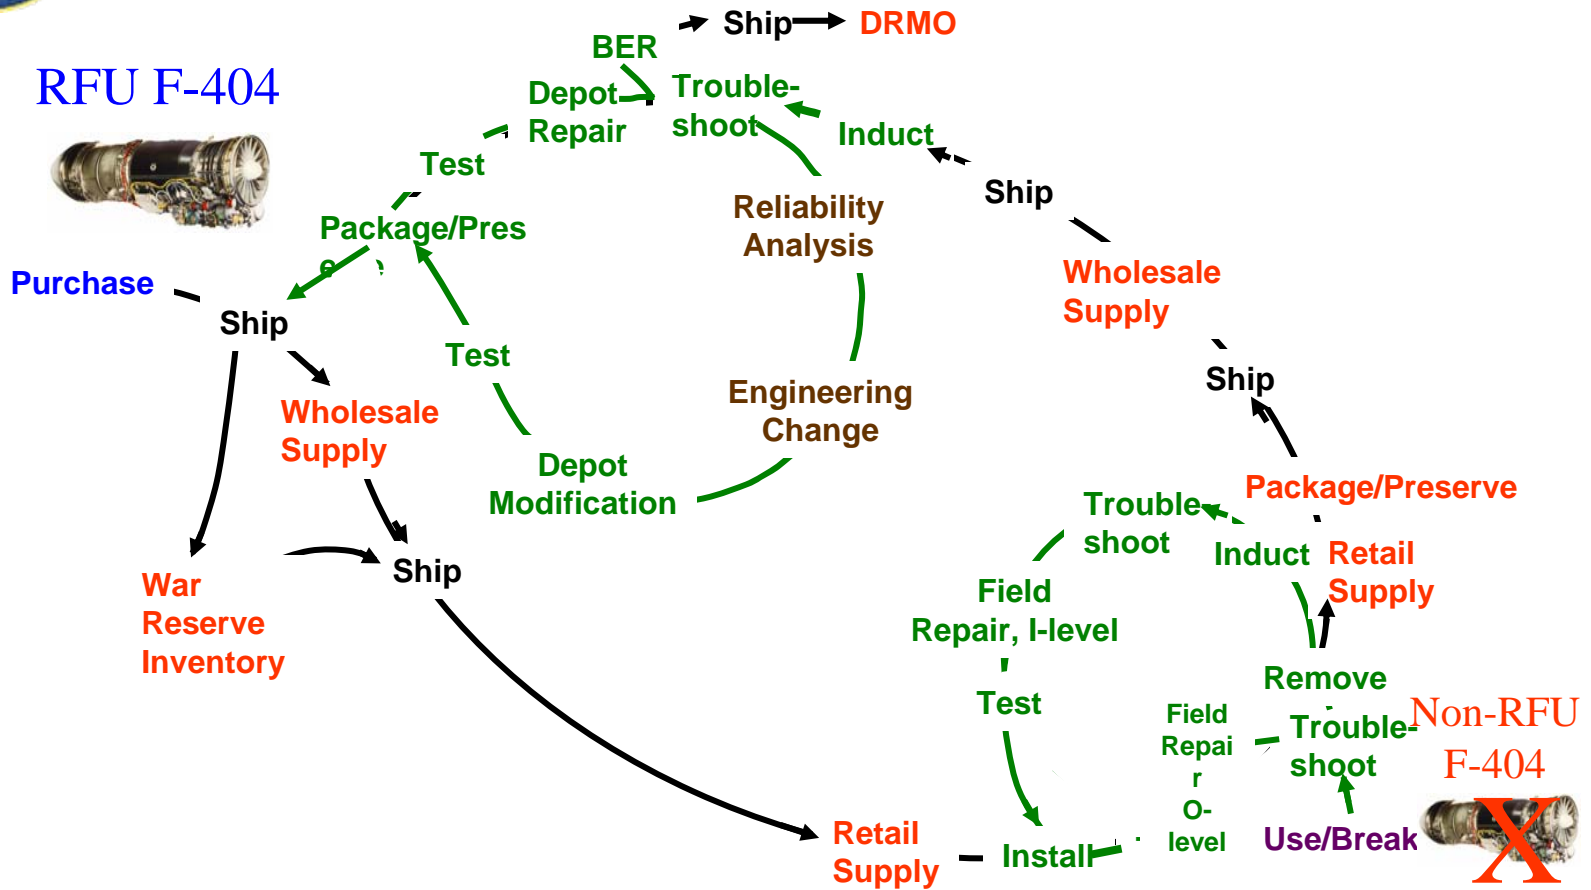 Ship
DRMO
BER
RFU F-404
Depot
Repair
Trouble-
shoot
Induct
Test
Ship
Reliability
Analysis
Package/Pres
Purchase
Wholesale
Supply
Ship
Test
Ship
Engineering
Change
Wholesale
Supply
Depot
Modification
Package/Preserve
Trouble-
shoot
Induct
Retail
Supply
Ship
War
Reserve
Inventory
Field
Repair, I-level
Remove
Test
Field
Repai
r
O-
level
Trouble-
shoot
Non-RFU
F-404
X
Use/Break
Retail
Supply
Install